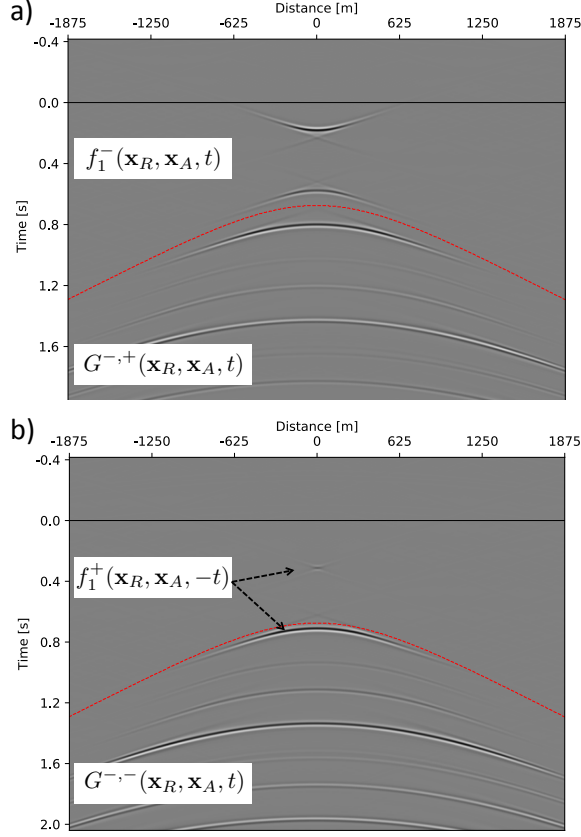 a)
Distance [m]
-1875 -1250 -625 0 625 1250 1875
-0.4
0.0
f₁⁻(x_R, x_A, t)
0.4
Time [s]
0.8
1.2
1.6
G⁻,⁺(x_R, x_A, t)
b)
Distance [m]
-1875 -1250 -625 0 625 1250 1875
-0.4
0.0
f₁⁺(x_R, x_A, -t)
0.4
Time [s]
0.8
1.2
1.6
G⁻,⁻(x_R, x_A, t)
2.0